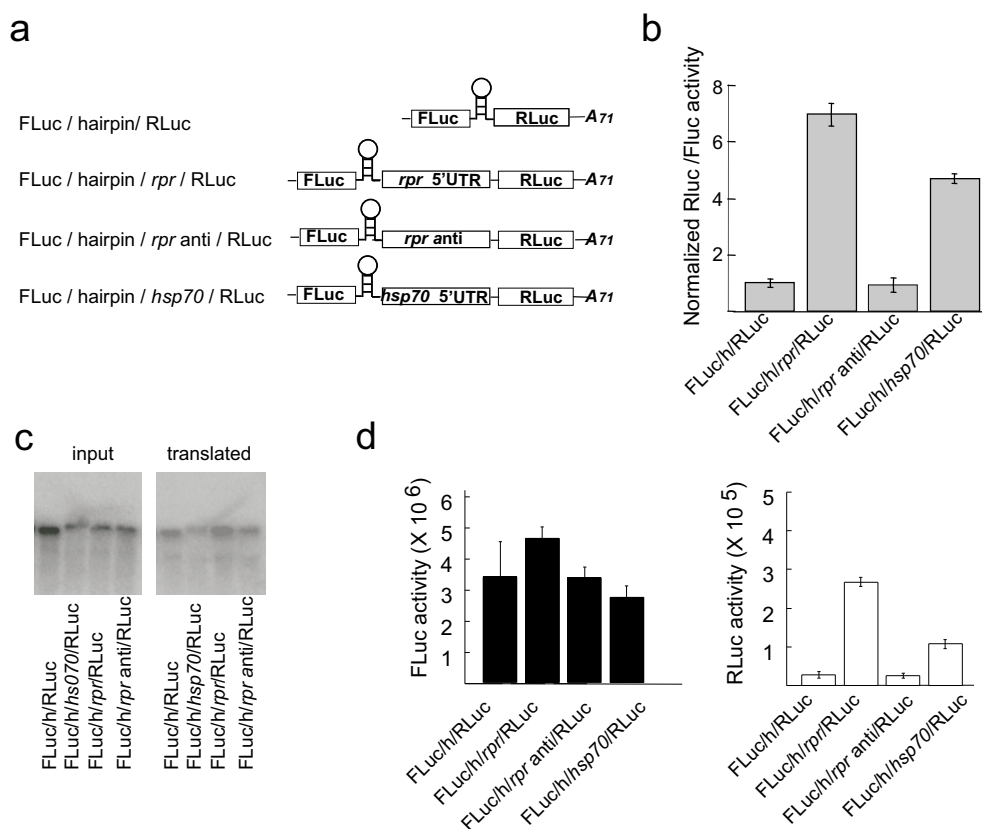 a
FLuc / hairpin/ RLuc
FLuc
RLuc
A71
FLuc / hairpin / rpr / RLuc
FLuc
rpr 5'UTR
RLuc
A71
FLuc / hairpin / rpr anti / RLuc
FLuc
rpr anti
RLuc
A71
FLuc / hairpin / hsp70 / RLuc
FLuc
hsp70 5'UTR
RLuc
A71
b
Normalized Rluc /Fluc activity
8
6
4
2
FLuc/h/RLuc
FLuc/h/rpr/RLuc
FLuc/h/rpr anti/RLuc
FLuc/h/hsp70/RLuc
c
input
translated
FLuc/h/RLuc
FLuc/h/hs070/RLuc
FLuc/h/rpr/RLuc
FLuc/h/rpr anti/RLuc
FLuc/h/RLuc
FLuc/h/hsp70/RLuc
FLuc/h/rpr/RLuc
FLuc/h/rpr anti/RLuc
d
FLuc activity (X 10 6)
6
5
4
3
2
1
FLuc/h/RLuc
FLuc/h/rpr/RLuc
FLuc/h/rpr anti/RLuc
FLuc/h/hsp70/RLuc
RLuc activity (X 10 5)
5
4
3
2
1
FLuc/h/RLuc
FLuc/h/rpr/RLuc
FLuc/h/rpr anti/RLuc
FLuc/h/hsp70/RLuc